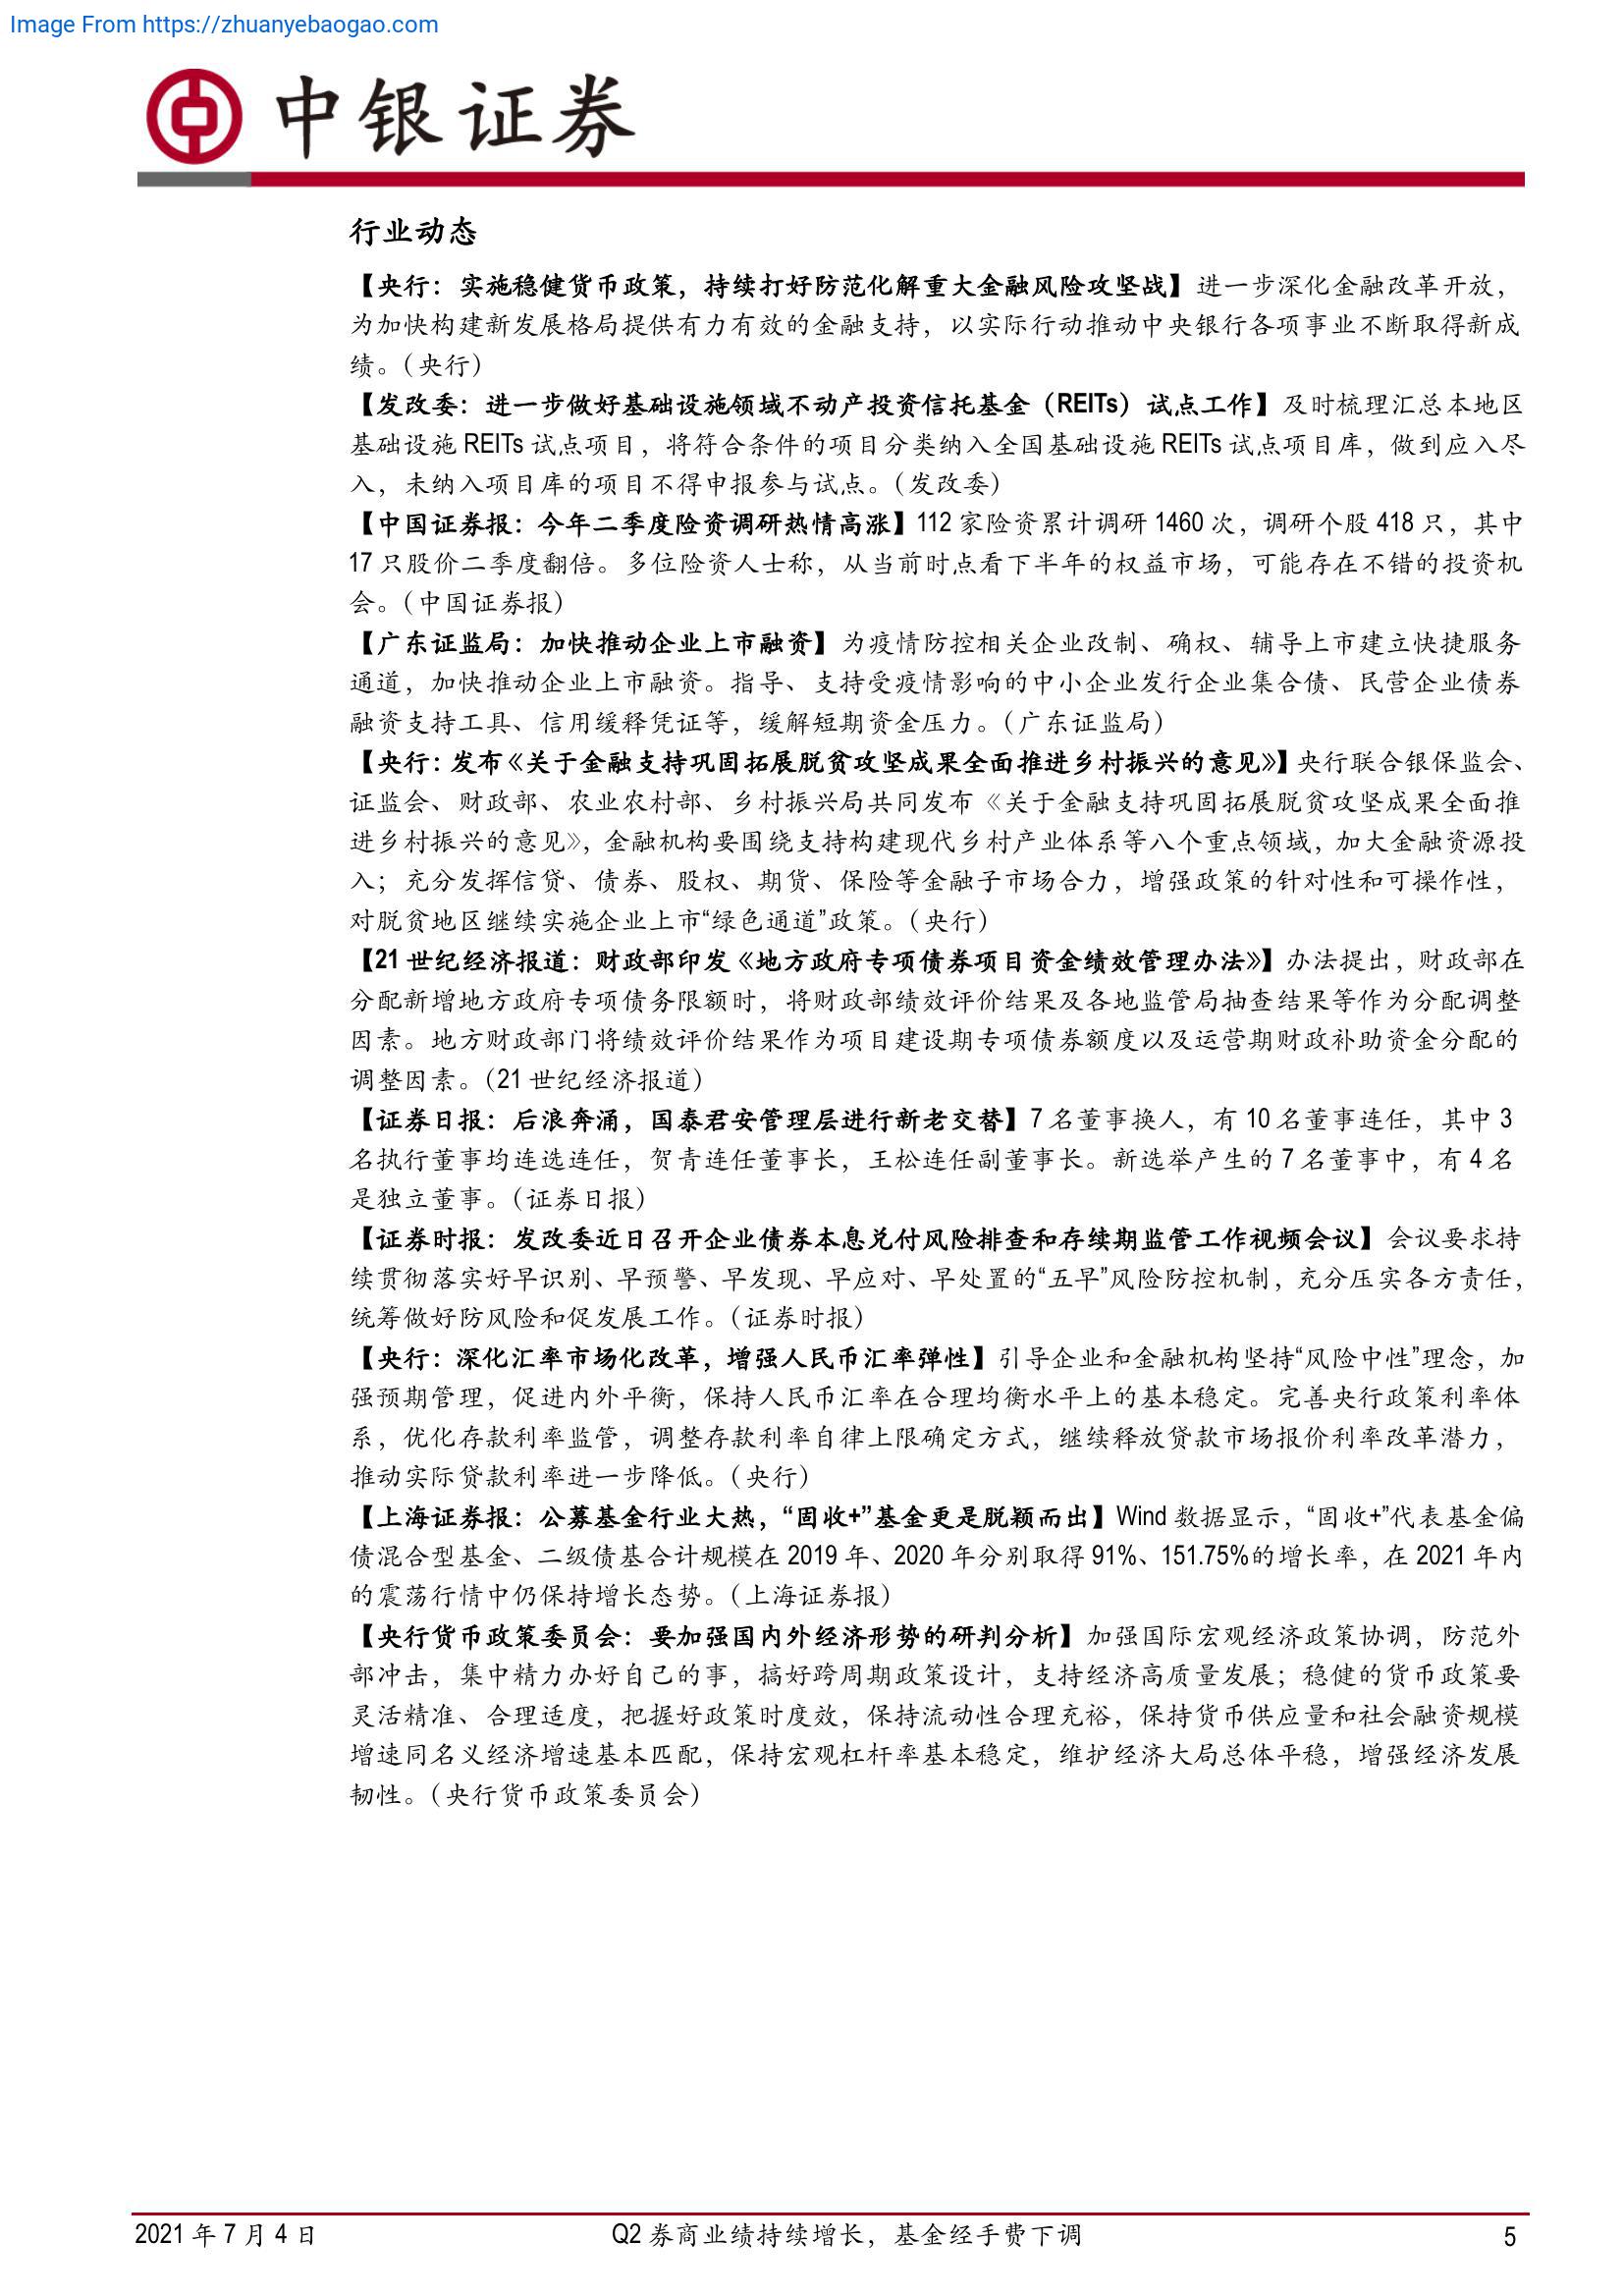 Image From https://zhuanyebaogao.com
中银证券
行业动态
【央行：实施稳健货币政策，持续打好防范化解重大金融风险攻坚战】进一步深化金融改革开放，
为加快构建新发展格局提供有力有效的金融支持，以实际行动推动中央银行各项事业不断取得新成
绩。（央行）
【发改委：进一步做好基础设施领域不动产投资信托基金（REITs）试点工作】及时梳理汇总本地区
基础设施 REITs 试点项目，将符合条件的项目分类纳入全国基础设施 REITs 试点项目库，做到应入尽
入，未纳入项目库的项目不得申报参与试点。（发改委）
【中国证券报：今年二季度险资调研热情高涨】112 家险资累计调研 1460 次，调研个股 418 只，其中
17 只股价二季度翻倍。多位险资人士称，从当前时点看下半年的权益市场，可能存在不错的投资机
会。（中国证券报）
【广东证监局：加快推动企业上市融资】为疫情防控相关企业改制、确权、辅导上市建立快捷服务
通道，加快推动企业上市融资。指导、支持受疫情影响的中小企业发行企业集合债、民营企业债券
融资支持工具、信用缓释凭证等，缓解短期资金压力。（广东证监局）
【央行：发布《关于金融支持巩固拓展脱贫攻坚成果全面推进乡村振兴的意见》】央行联合银保监会、
证监会、财政部、农业农村部、乡村振兴局共同发布《关于金融支持巩固拓展脱贫攻坚成果全面推
进乡村振兴的意见》，金融机构要围绕支持构建现代乡村产业体系等八个重点领域，加大金融资源投
入；充分发挥信贷、债券、股权、期货、保险等金融子市场合力，增强政策的针对性和可操作性，
对脱贫地区继续实施企业上市“绿色通道”政策。（央行）
【21 世纪经济报道：财政部印发《地方政府专项债券项目资金绩效管理办法》】办法提出，财政部在
分配新增地方政府专项债务限额时，将财政部绩效评价结果及各地监管局抽查结果等作为分配调整
因素。地方财政部门将绩效评价结果作为项目建设期专项债券额度以及运营期财政补助资金分配的
调整因素。（21 世纪经济报道）
【证券日报：后浪奔涌，国泰君安管理层进行新老交替】7 名董事换人，有 10 名董事连任，其中 3
名执行董事均连选连任，贺青连任董事长，王松连任副董事长。新选举产生的 7 名董事中，有 4 名
是独立董事。（证券日报）
【证券时报：发改委近日召开企业债券本息兑付风险排查和存续期监管工作视频会议】会议要求持
续贯彻落实好早识别、早预警、早发现、早应对、早处置的“五早”风险防控机制，充分压实各方责任，
统筹做好防风险和促发展工作。（证券时报）
【央行：深化汇率市场化改革，增强人民币汇率弹性】引导企业和金融机构坚持“风险中性”理念，加
强预期管理，促进内外平衡，保持人民币汇率在合理均衡水平上的基本稳定。完善央行政策利率体
系，优化存款利率监管，调整存款利率自律上限确定方式，继续释放贷款市场报价利率改革潜力，
推动实际贷款利率进一步降低。（央行）
【上海证券报：公募基金行业大热，“固收+”基金更是脱颖而出】Wind 数据显示，“固收+”代表基金偏
债混合型基金、二级债基合计规模在 2019 年、2020 年分别取得 91%、151.75%的增长率，在 2021 年内
的震荡行情中仍保持增长态势。（上海证券报）
【央行货币政策委员会：要加强国内外经济形势的研判分析】加强国际宏观经济政策协调，防范外
部冲击，集中精力办好自己的事，搞好跨周期政策设计，支持经济高质量发展；稳健的货币政策要
灵活精准、合理适度，把握好政策时度效，保持流动性合理充裕，保持货币供应量和社会融资规模
增速同名义经济增速基本匹配，保持宏观杠杆率基本稳定，维护经济大局总体平稳，增强经济发展
韧性。（央行货币政策委员会）
2021 年 7 月 4 日
Q2 券商业绩持续增长，基金经手费下调
5